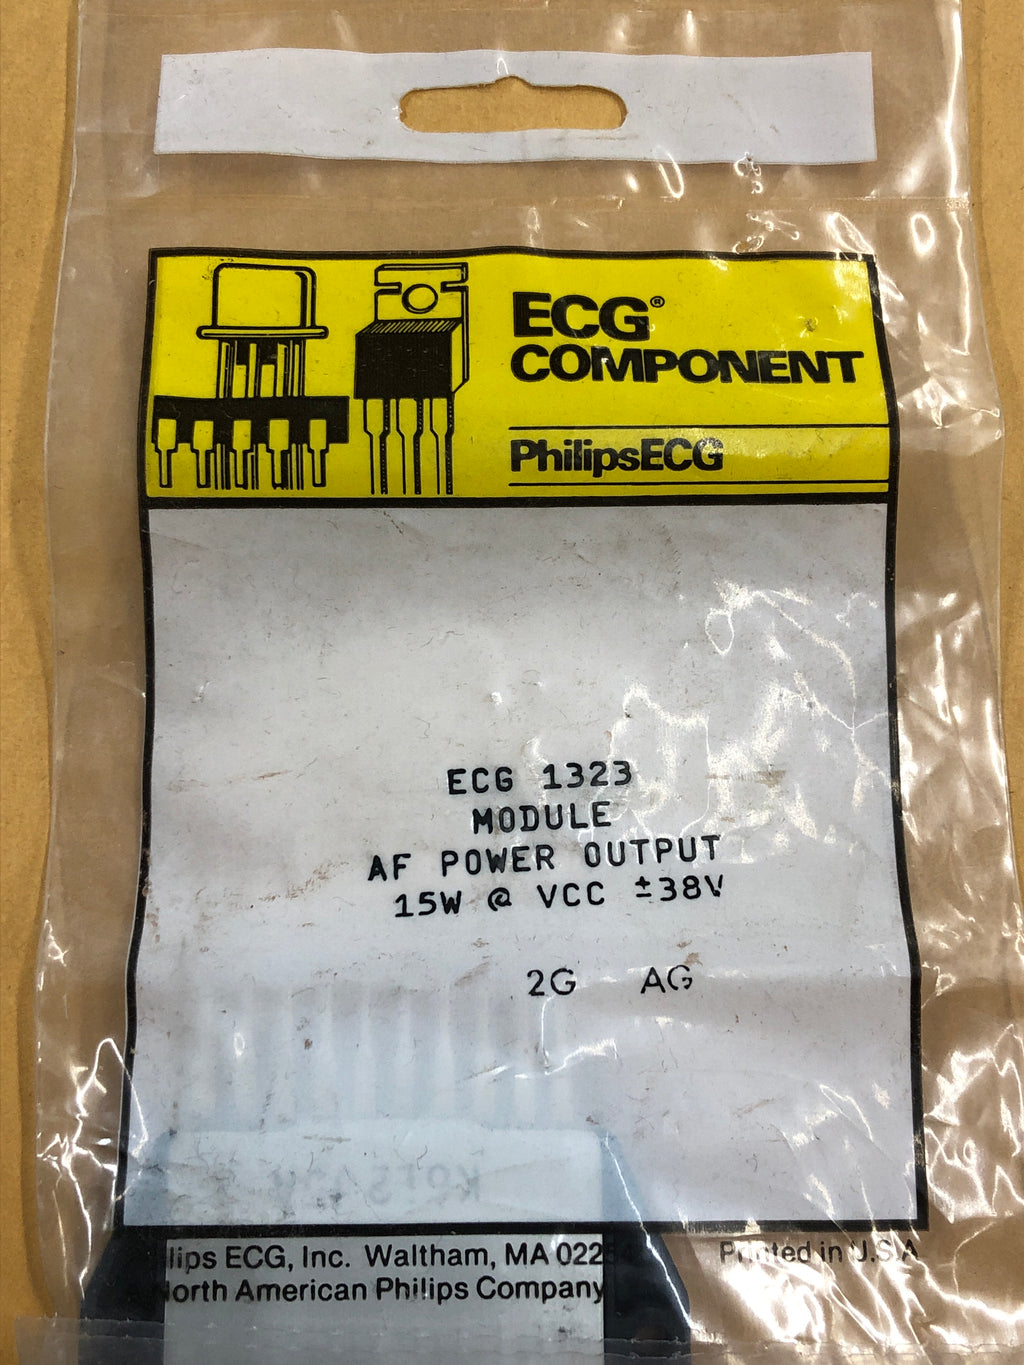 ECG®
COMPONENT
PhilipsECG
ECG 1323
MODULE
AF POWER OUTPUT
15W @ VCC ±38V
2G AG
ECG, Inc. Waltham, MA
North American Philips Company
Printed in U.S.A